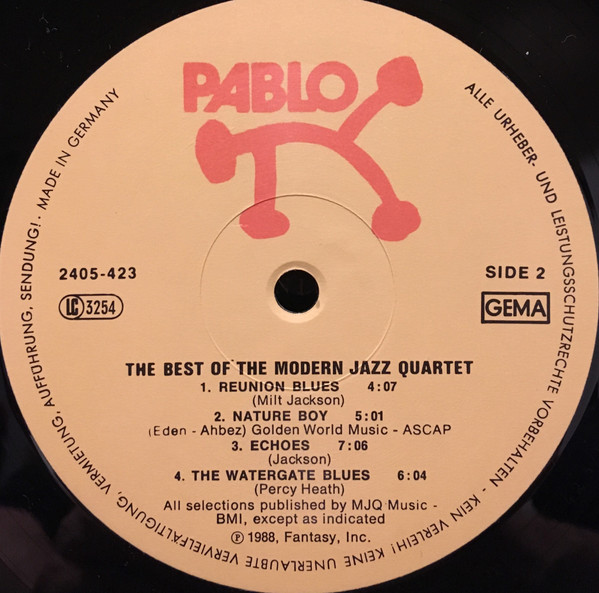 PABLO
ALLE URHEBER- UND LEISTUNGSSCHUTZRECHTE VORBEHALTEN - KEIN VERLEIH! KEINE UNERLAUBTE VERVIELFALTIGUNG, VERMIETUNG, AUFFÜHRUNG, SENDUNG! · MADE IN GERMANY
2405-423
SIDE 2
LC 3254
GEMA
THE BEST OF THE MODERN JAZZ QUARTET
1. REUNION BLUES 4:07
(Milt Jackson)
2. NATURE BOY 5:01
(Eden - Ahbez) Golden World Music - ASCAP
3. ECHOES 7:06
(Jackson)
4. THE WATERGATE BLUES 6:04
(Percy Heath)
All selections published by MJQ Music -
BMI, except as indicated
Ⓟ 1988, Fantasy, Inc.